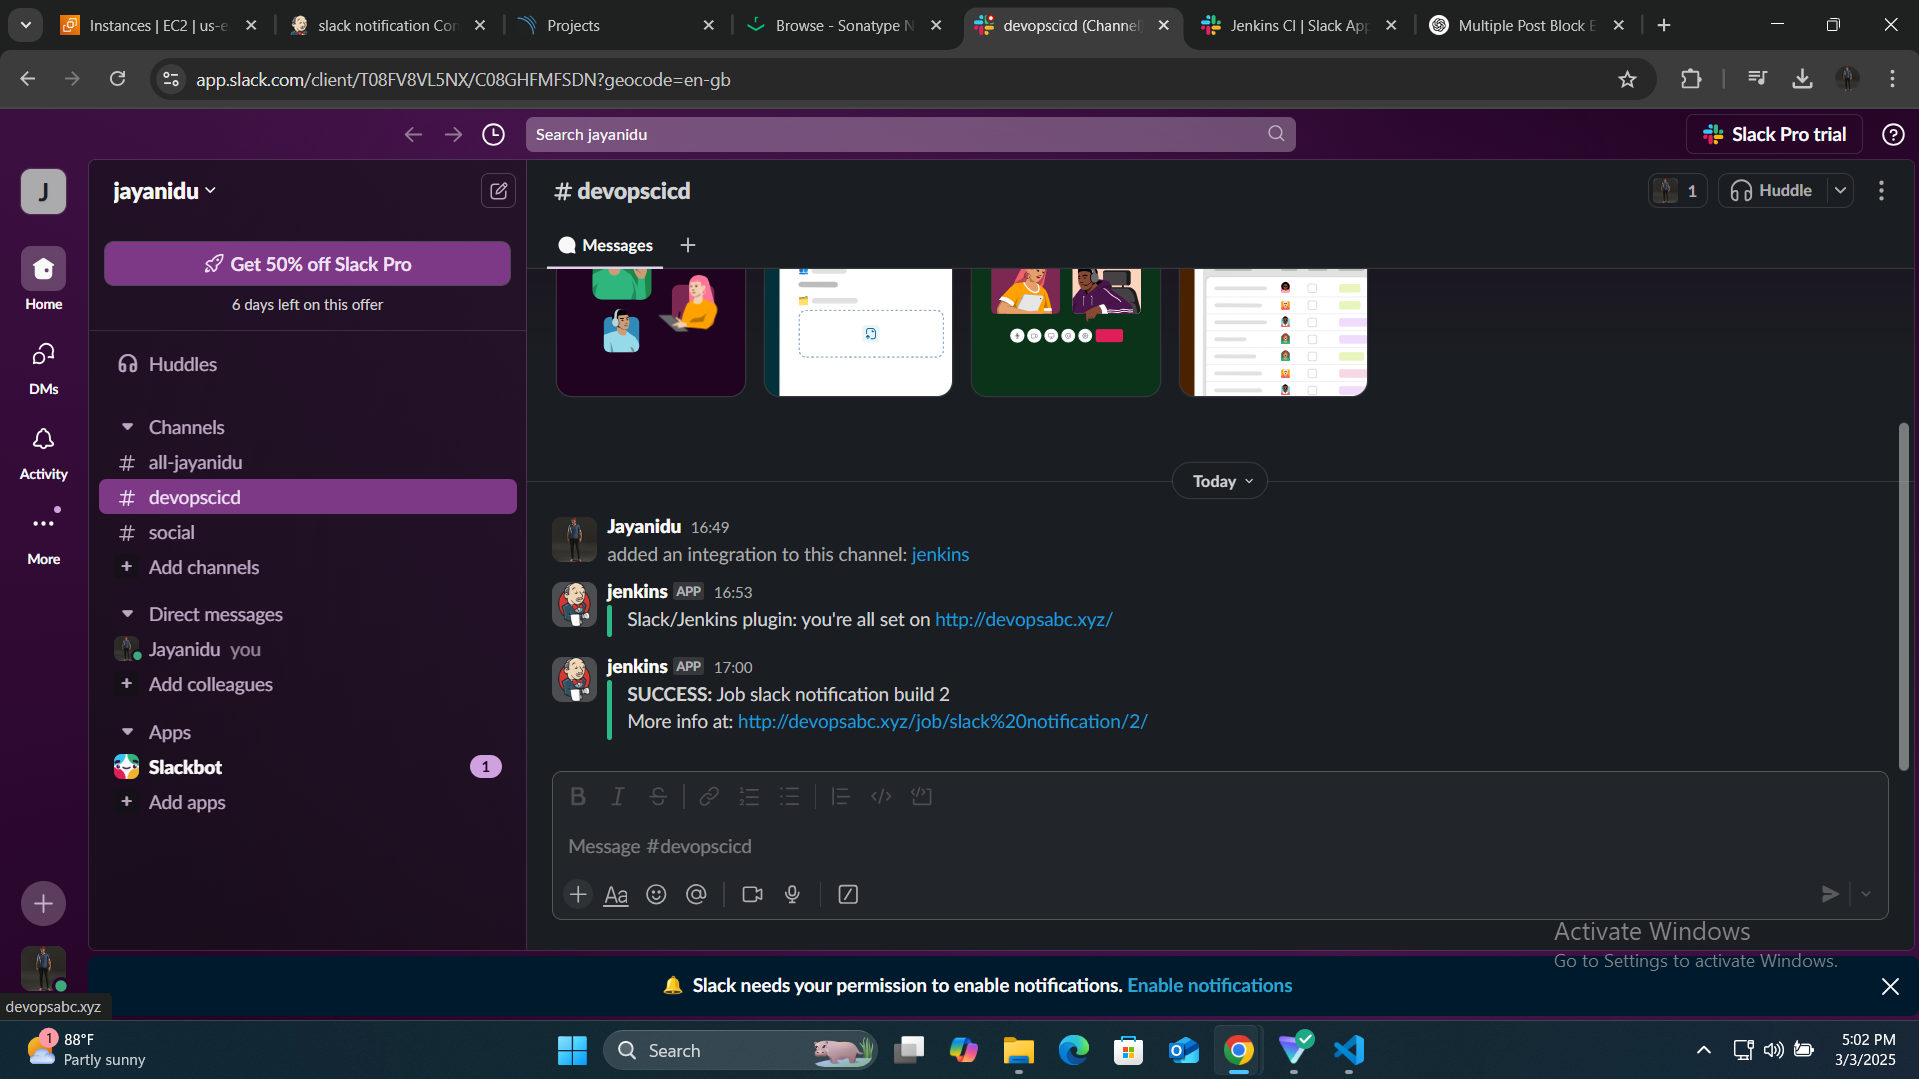 Instances | EC2 | us-e
slack notification Con
Projects
Browse - Sonatype N
devopscicd (Channel)
Jenkins CI | Slack App
Multiple Post Block E
app.slack.com/client/T08FV8VL5NX/C08GHFMFSDN?geocode=en-gb
Search jayanidu
Slack Pro trial
J
jayanidu
# devopscicd
1
Huddle
Messages
Get 50% off Slack Pro
6 days left on this offer
Home
DMs
Activity
More
Huddles
Channels
# all-jayanidu
# devopscicd
# social
+ Add channels
Direct messages
Jayanidu you
+ Add colleagues
Apps
Slackbot 1
+ Add apps
Today
Jayanidu 16:49
added an integration to this channel: jenkins
jenkins APP 16:53
Slack/Jenkins plugin: you're all set on http://devopsabc.xyz/
jenkins APP 17:00
SUCCESS: Job slack notification build 2
More info at: http://devopsabc.xyz/job/slack%20notification/2/
Message #devopscicd
Aa
Activate Windows
Go to Settings to activate Windows.
Slack needs your permission to enable notifications. Enable notifications
devopsabc.xyz
1
88°F
Partly sunny
Search
5:02 PM
3/3/2025